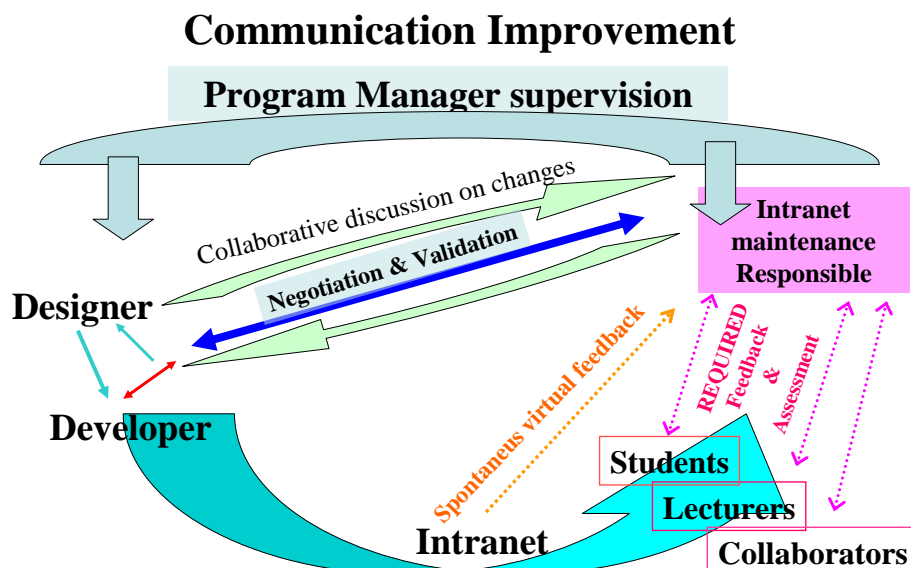 Communication Improvement
Program Manager supervision
Collaborative discussion on changes
Negotiation & Validation
Intranet
maintenance
Responsible
Designer
Developer
Spontaneus virtual feedback
REQUIRED
Feedback
&
Assessment
Students
Lecturers
Intranet
Collaborators